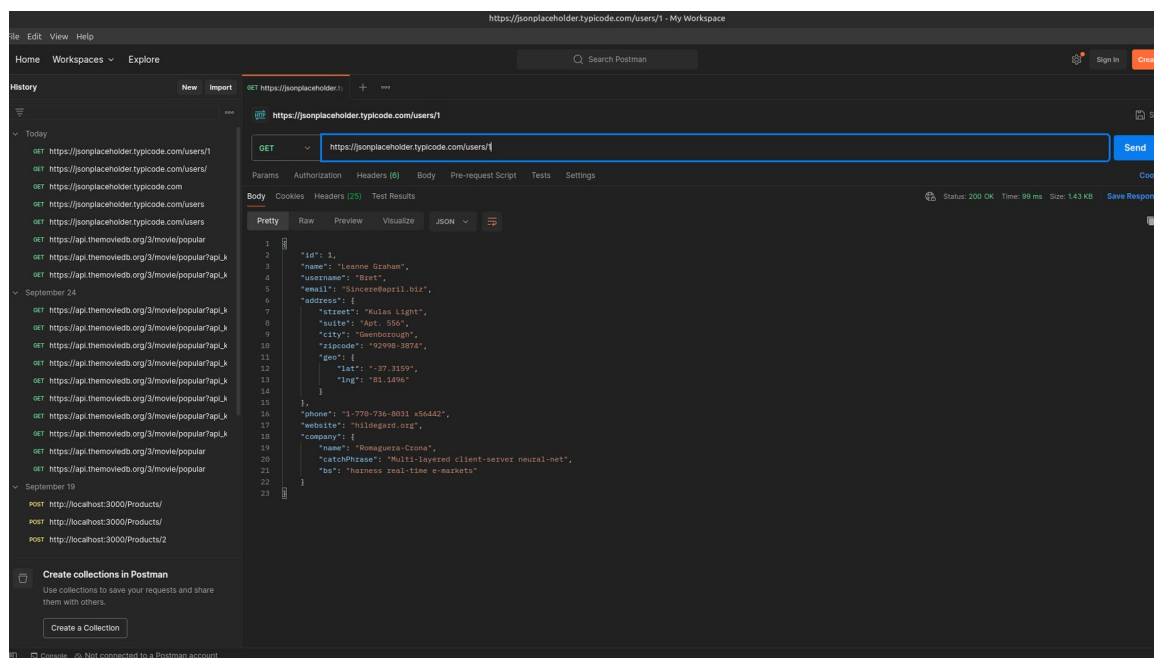 https://jsonplaceholder.typicode.com/users/1 - My Workspace
File Edit View Help
Home Workspaces Explore
Search Postman
Sign In
History
New Import
GET https://jsonplaceholder.ty
https://jsonplaceholder.typicode.com/users/1
GET
https://jsonplaceholder.typicode.com/users/1
Send
Params Authorization Headers (6) Body Pre-request Script Tests Settings
Body Cookies Headers (25) Test Results
Status: 200 OK Time: 99 ms Size: 1.43 KB
Pretty Raw Preview Visualize JSON
1 {
2 "id": 1,
3 "name": "Leanne Graham",
4 "username": "Bret",
5 "email": "Sincere@april.biz",
6 "address": {
7 "street": "Kulas Light",
8 "suite": "Apt. 556",
9 "city": "Gwenborough",
10 "zipcode": "92998-3874",
11 "geo": {
12 "lat": "-37.3159",
13 "lng": "81.1496"
14 }
15 },
16 "phone": "1-770-736-8031 x56442",
17 "website": "hildegard.org",
18 "company": {
19 "name": "Romaguera-Crona",
20 "catchPhrase": "Multi-layered client-server neural-net",
21 "bs": "harness real-time e-markets"
22 }
23 }
Today
GET https://jsonplaceholder.typicode.com/users/1
GET https://jsonplaceholder.typicode.com/users/
GET https://jsonplaceholder.typicode.com
GET https://jsonplaceholder.typicode.com/users
GET https://jsonplaceholder.typicode.com/users
GET https://api.themoviedb.org/3/movie/popular
GET https://api.themoviedb.org/3/movie/popular?api_k
GET https://api.themoviedb.org/3/movie/popular?api_k
September 24
GET https://api.themoviedb.org/3/movie/popular?api_k
GET https://api.themoviedb.org/3/movie/popular?api_k
GET https://api.themoviedb.org/3/movie/popular?api_k
GET https://api.themoviedb.org/3/movie/popular?api_k
GET https://api.themoviedb.org/3/movie/popular?api_k
GET https://api.themoviedb.org/3/movie/popular?api_k
GET https://api.themoviedb.org/3/movie/popular?api_k
GET https://api.themoviedb.org/3/movie/popular?api_k
GET https://api.themoviedb.org/3/movie/popular
GET https://api.themoviedb.org/3/movie/popular
September 19
POST http://localhost:3000/Products/
POST http://localhost:3000/Products/
POST http://localhost:3000/Products/2
Create collections in Postman
Use collections to save your requests and share
them with others.
Create a Collection
Console Not connected to a Postman account